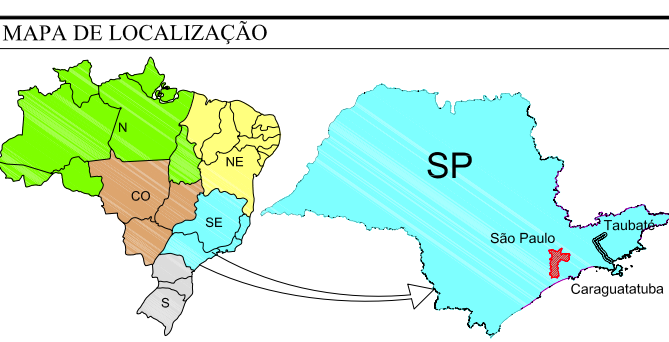 MAPA DE LOCALIZAÇÃO
N
NE
CO
SE
S
SP
Taubaté
São Paulo
Caraguatatuba